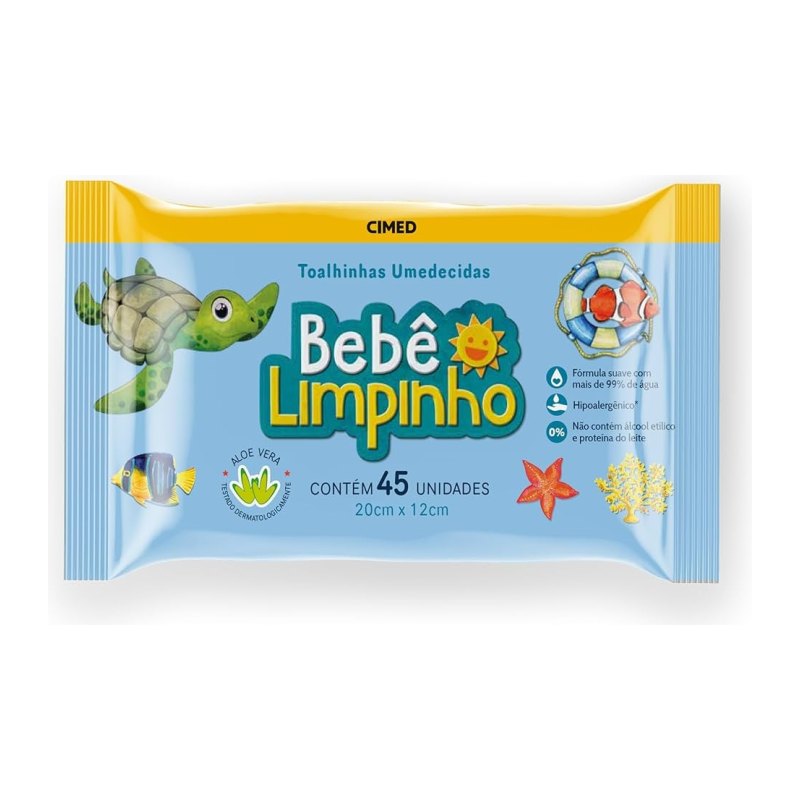 CIMED
Toalhinhas Umedecidas
Bebê
Limpinho
Fórmula suave com
mais de 99% de água
Hipoalergênico*
0%
Não contém álcool etílico
e proteína do leite
ALOE VERA
TESTADO DERMATOLOGICAMENTE
CONTÉM 45 UNIDADES
20cm x 12cm